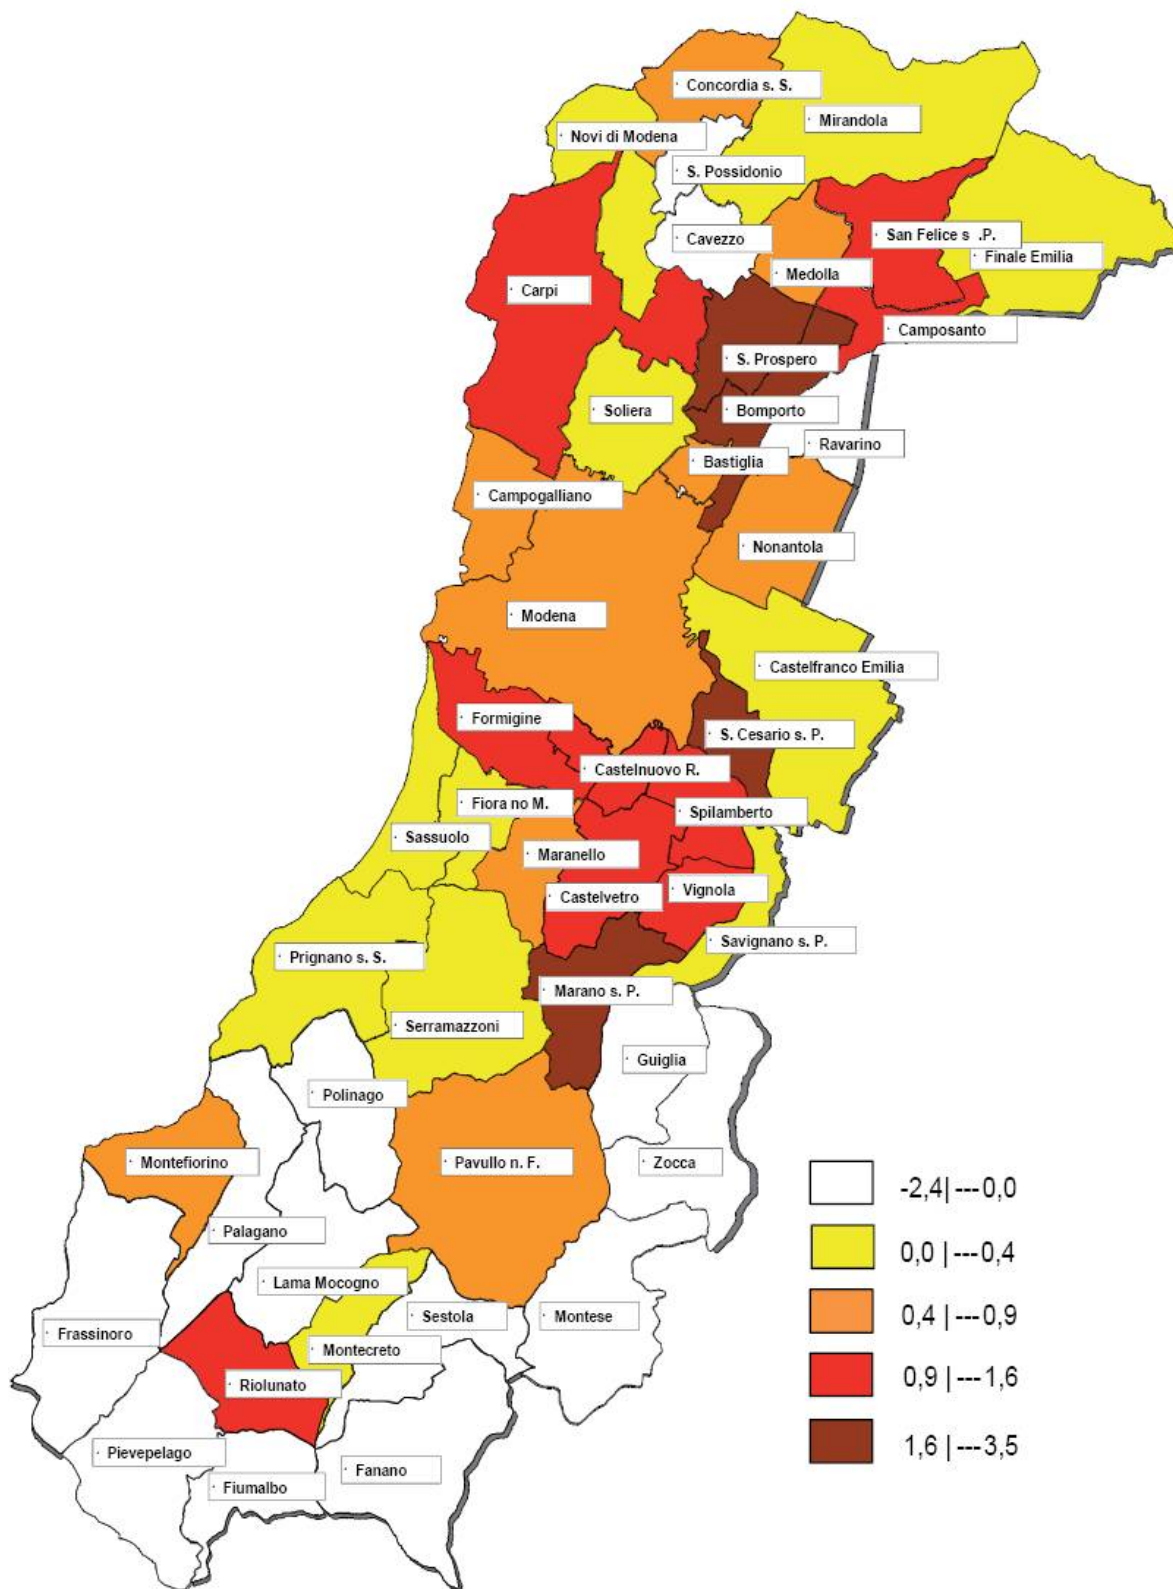 Concordia s. S.
Mirandola
Novi di Modena
S. Possidonio
San Felice s .P.
Cavezzo
Finale Emilia
Medolla
Carpi
Camposanto
S. Prospero
Soliera
Bomporto
Ravarino
Bastiglia
Campogalliano
Nonantola
Modena
Castelfranco Emilia
Formigine
S. Cesario s. P.
Castelnuovo R.
Fiora no M.
Spilamberto
Sassuolo
Maranello
Castelvetro
Vignola
Savignano s. P.
Prignano s. S.
Marano s. P.
Serramazzoni
Guiglia
Polinago
Montefiorino
Pavullo n. F.
Zocca
Palagano
Lama Mocogno
Sestola
Montese
Frassinoro
Montecreto
Riolunato
Pievepelago
Fanano
Fiumalbo
-2,4|---0,0
0,0 |---0,4
0,4 |---0,9
0,9 |---1,6
1,6 |---3,5